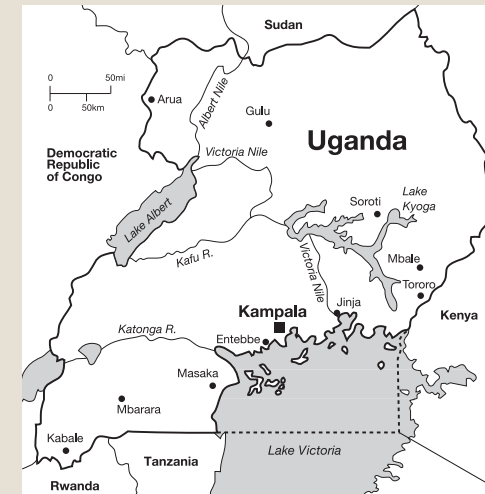 Sudan
0 50mi
0 50km
Arua
Albert Nile
Gulu
Democratic
Republic
of Congo
Victoria Nile
Uganda
Lake Albert
Soroti
Lake
Kyoga
Kafu R.
Victoria Nile
Mbale
Tororo
Jinja
Kampala
Kenya
Katonga R.
Entebbe
Masaka
Mbarara
Kabale
Lake Victoria
Tanzania
Rwanda